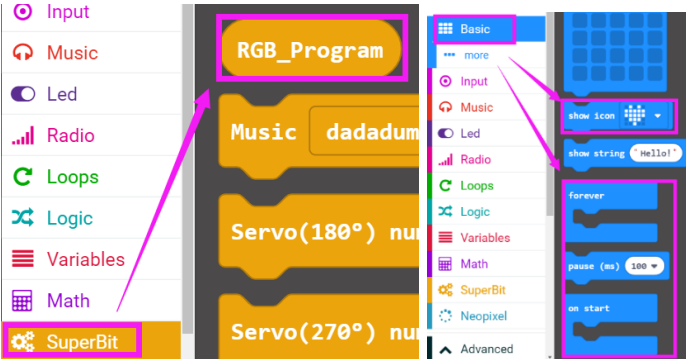 Input
Music
Led
Radio
Loops
Logic
Variables
Math
SuperBit
RGB_Program
Music dadadum
Servo(180°) nu
Servo(270°) nu
Basic
more
Input
Music
Led
Radio
Loops
Logic
Variables
Math
SuperBit
Neopixel
Advanced
show icon
show string "Hello!"
forever
pause (ms) 100
on start